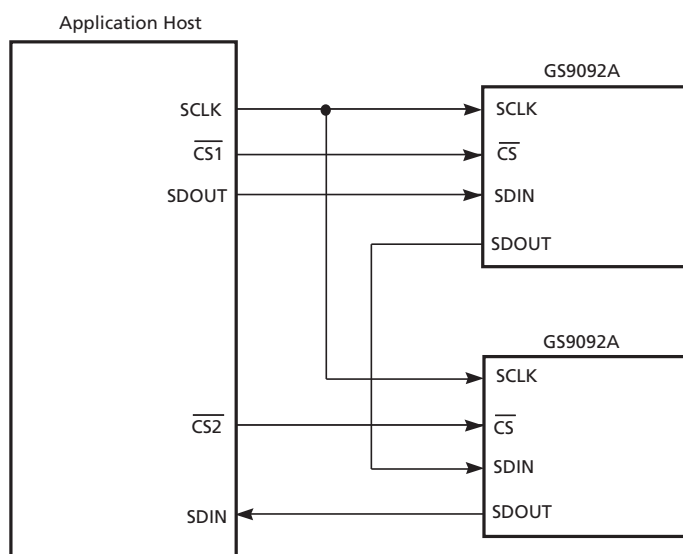 Application Host
SCLK
CS1
SDOUT
CS2
SDIN
GS9092A
SCLK
CS
SDIN
SDOUT
GS9092A
SCLK
CS
SDIN
SDOUT